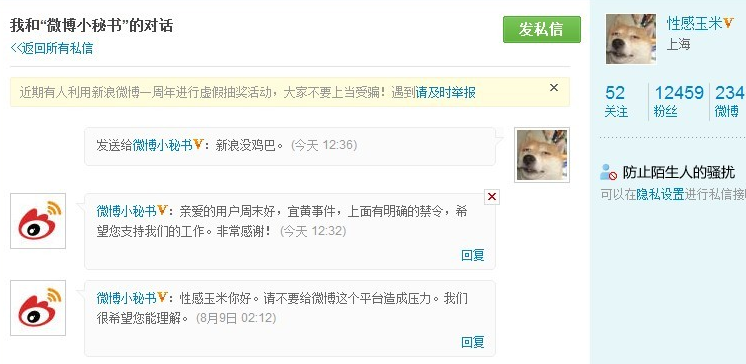 我和“微博小秘书”的对话
<<返回所有私信
发私信
近期有人利用新浪微博一周年进行虚假抽奖活动，大家不要上当受骗！遇到请及时举报
发送给微博小秘书V：新浪没鸡巴。 (今天 12:36)
微博小秘书V：亲爱的用户周末好，宜黄事件，上面有明确的禁令，希
望您支持我们的工作。非常感谢！ (今天 12:32)
回复
微博小秘书V：性感玉米你好。请不要给微博这个平台造成压力。我们
很希望您能理解。 (8月9日 02:12)
回复
性感玉米V
上海
52 12459 234
关注 粉丝 微博
防止陌生人的骚扰
可以在隐私设置进行私信接